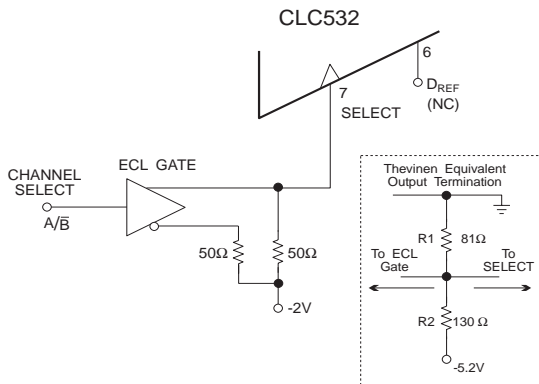 CLC532
6
DREF
(NC)
7
SELECT
ECL GATE
CHANNEL
SELECT
A/B̅
50Ω
50Ω
-2V
Thevinen Equivalent
Output Termination
R1 81Ω
To ECL
Gate
To
SELECT
R2 130 Ω
-5.2V